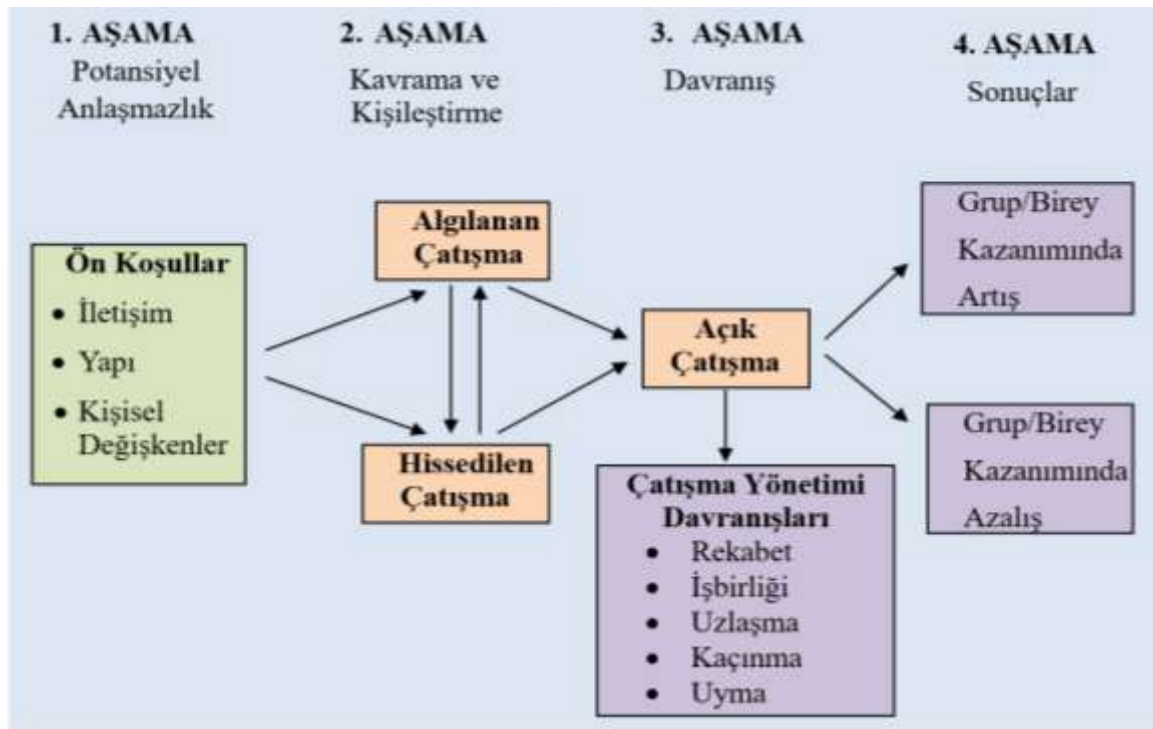 1. AŞAMA
Potansiyel
Anlaşmazlık
2. AŞAMA
Kavrama ve
Kişileştirme
3. AŞAMA
Davranış
4. AŞAMA
Sonuçlar
Ön Koşullar
• İletişim
• Yapı
• Kişisel
Değişkenler
Algılanan
Çatışma
Hissedilen
Çatışma
Açık
Çatışma
Çatışma Yönetimi
Davranışları
• Rekabet
• İşbirliği
• Uzlaşma
• Kaçınma
• Uyma
Grup/Birey
Kazanımında
Artış
Grup/Birey
Kazanımında
Azalış